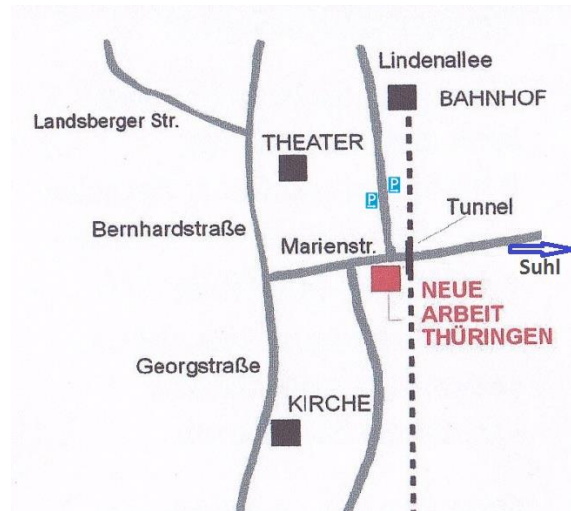 Lindenallee
BAHNHOF
Landsberger Str.
THEATER
P
P
Tunnel
Bernhardstraße
Marienstr.
Suhl
NEUE
ARBEIT
THÜRINGEN
Georgstraße
KIRCHE